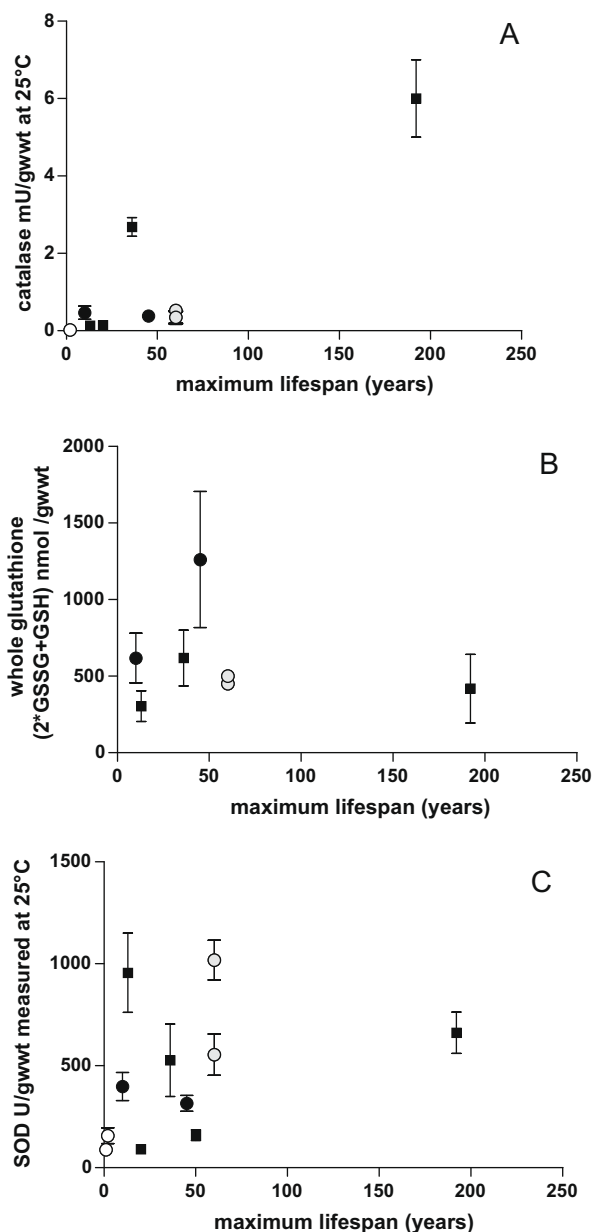 A
catalase mU/gwwt at 25°C
8
6
4
2
0
0 50 100 150 200 250
maximum lifespan (years)
B
whole glutathione
(2*GSSG+GSH) nmol /gwwt
2000
1500
1000
500
0
0 50 100 150 200 250
maximum lifespan (years)
C
SOD U/gwwt measured at 25°C
1500
1000
500
0
0 50 100 150 200 250
maximum lifespan (years)